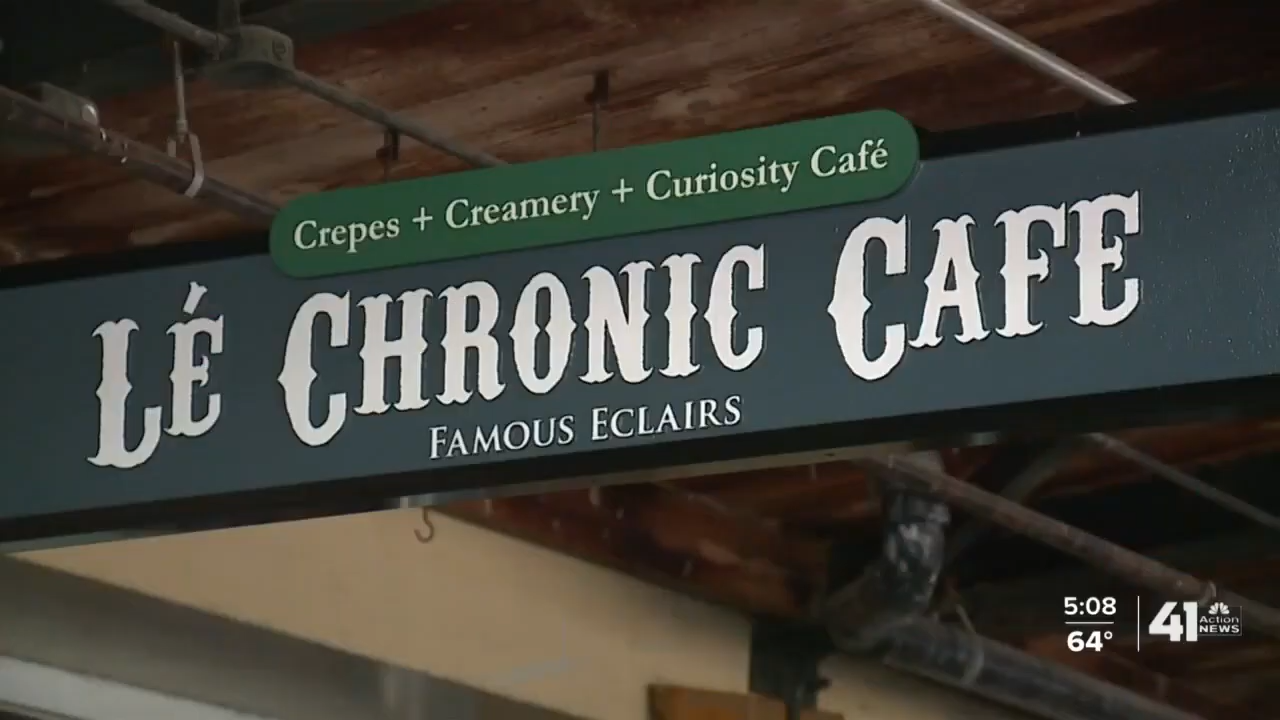 Crepes + Creamery + Curiosity Café
LÉ CHRONIC CAFE
FAMOUS ECLAIRS
5:08
64°
41 Action NEWS